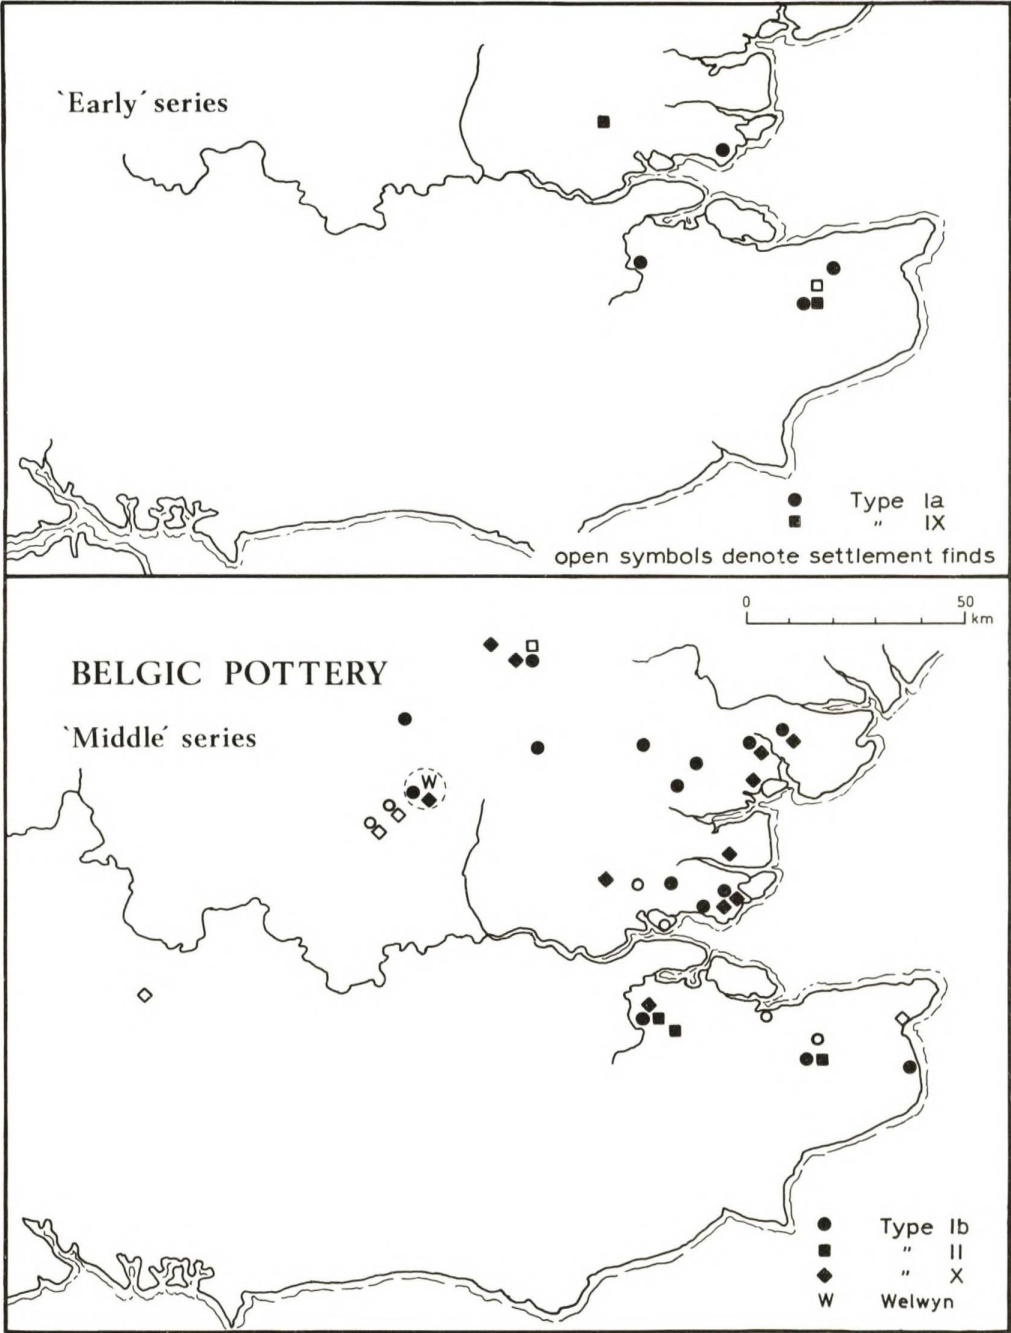 `Early´ series
Type Ia
" IX
open symbols denote settlement finds
0 50
km
BELGIC POTTERY
`Middle´ series
W
Type Ib
" II
" X
W Welwyn